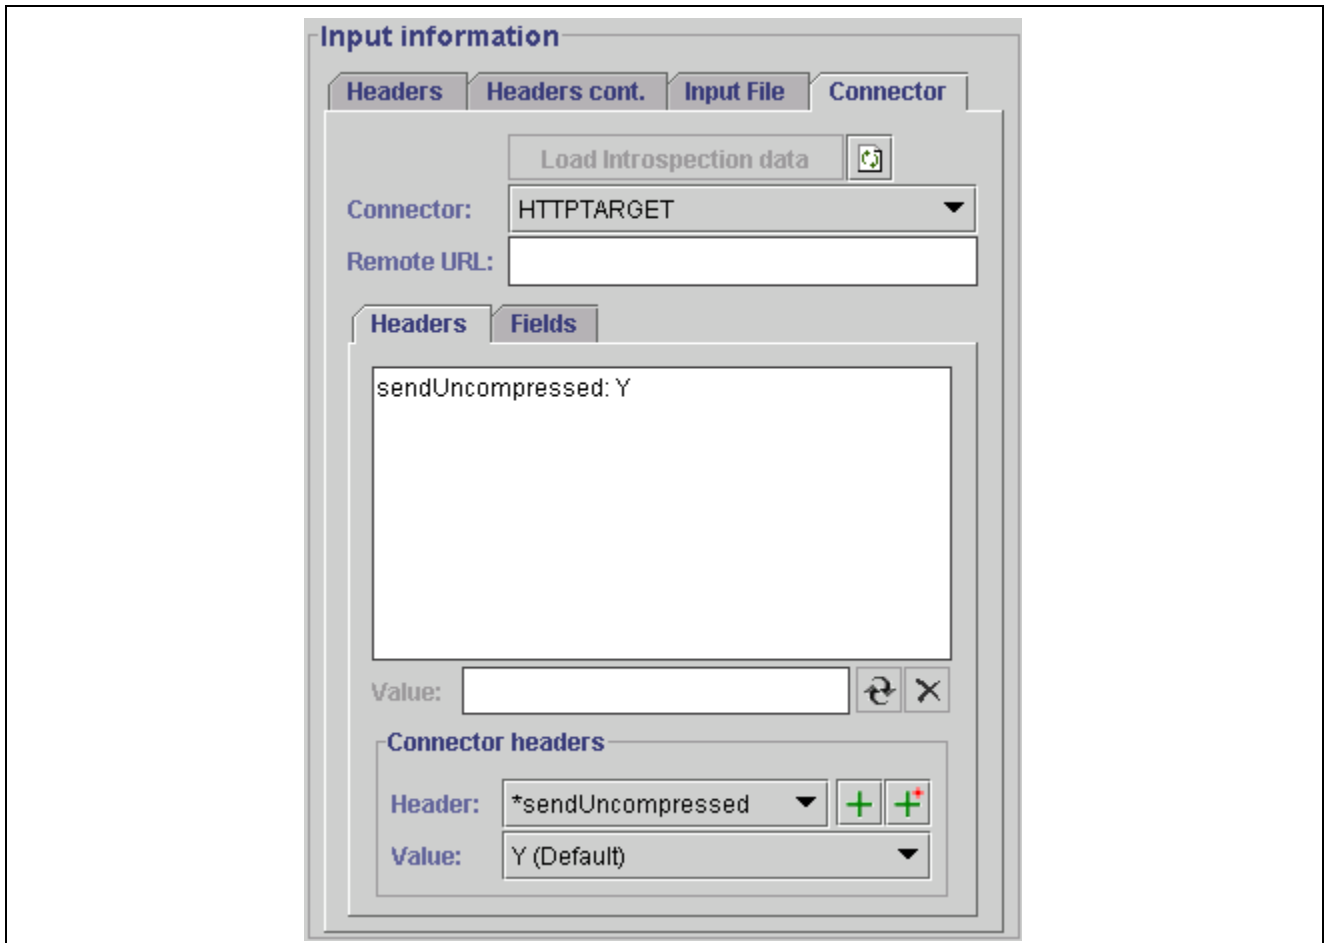 Input information
Headers Headers cont. Input File Connector
Load Introspection data
Connector: HTTPTARGET
Remote URL:
Headers Fields
sendUncompressed: Y
Value:
Connector headers
Header: *sendUncompressed
Value: Y (Default)